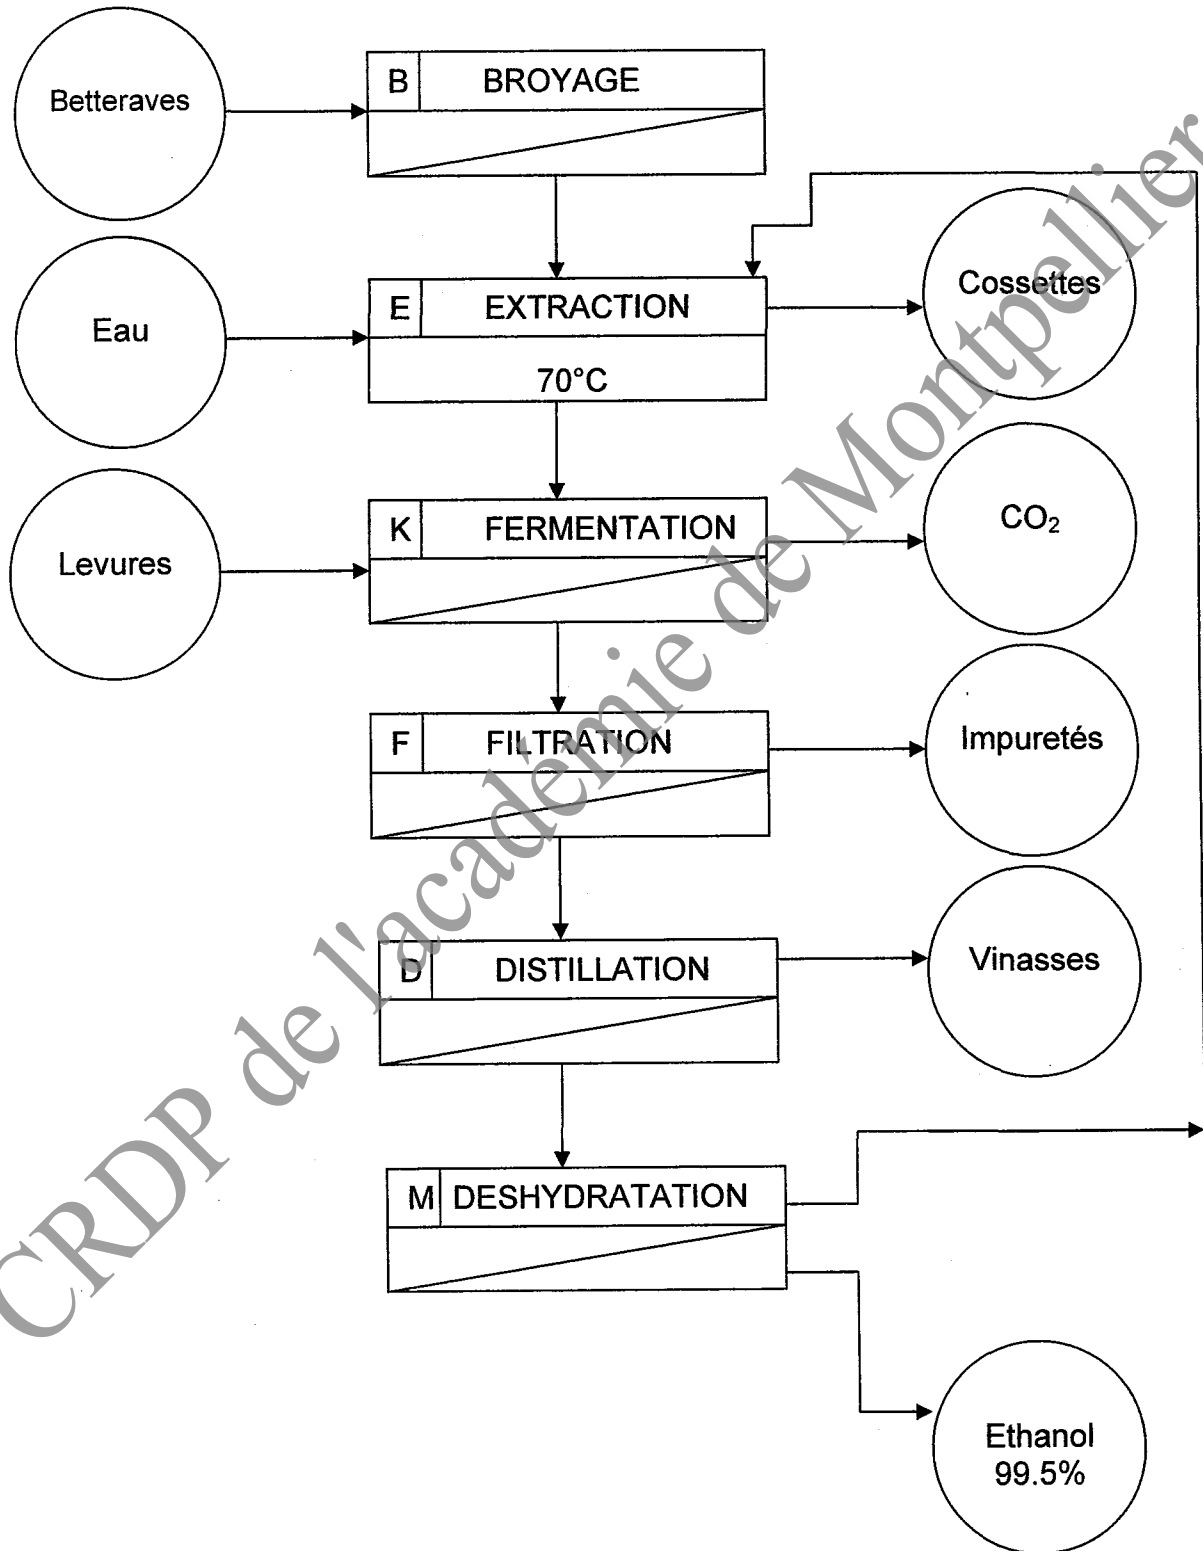 Betteraves
B BROYAGE
Eau
E EXTRACTION
70°C
Cossettes
Levures
K FERMENTATION
CO₂
F FILTRATION
Impuretés
D DISTILLATION
Vinasses
M DESHYDRATATION
Ethanol
99.5%
CRDP de l'académie de Montpellier